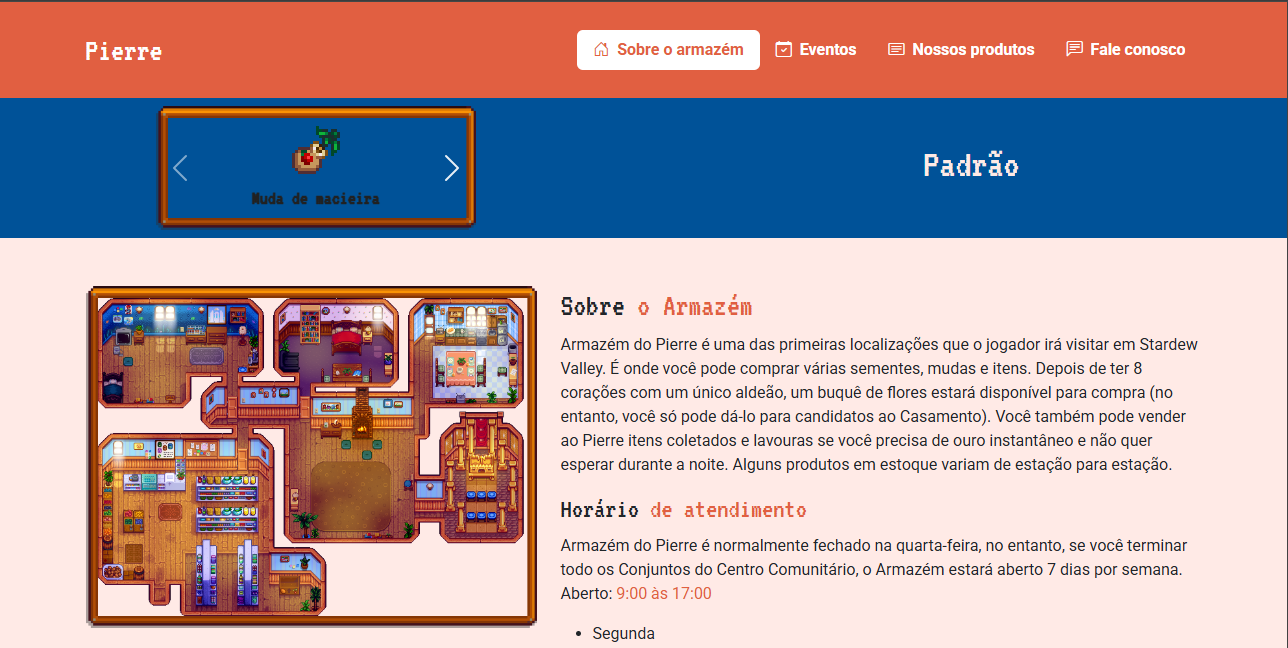 Pierre
Sobre o armazém
Eventos
Nossos produtos
Fale conosco
Muda de macieira
Padrão
Sobre o Armazém
Armazém do Pierre é uma das primeiras localizações que o jogador irá visitar em Stardew
Valley. É onde você pode comprar várias sementes, mudas e itens. Depois de ter 8
corações com um único aldeão, um buquê de flores estará disponível para compra (no
entanto, você só pode dá-lo para candidatos ao Casamento). Você também pode vender
ao Pierre itens coletados e lavouras se você precisa de ouro instantâneo e não quer
esperar durante a noite. Alguns produtos em estoque variam de estação para estação.
Horário de atendimento
Armazém do Pierre é normalmente fechado na quarta-feira, no entanto, se você terminar
todo os Conjuntos do Centro Comunitário, o Armazém estará aberto 7 dias por semana.
Aberto: 9:00 às 17:00
• Segunda